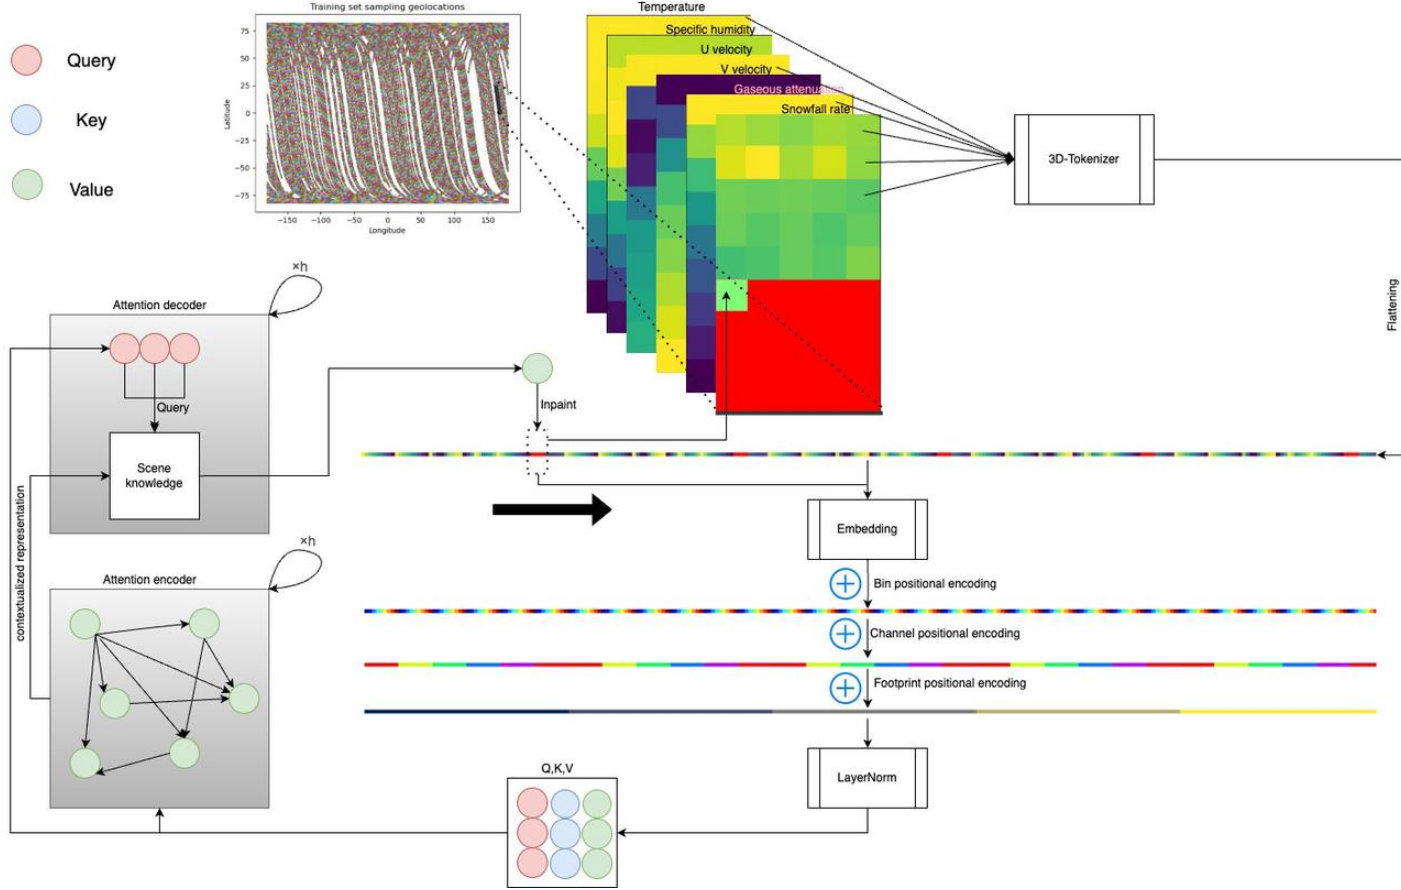 Training set sampling geolocations
Latitude
75
50
25
0
−25
−50
−75
−150
−100
−50
0
50
100
150
Longitude
Query
Key
Value
Temperature
Specific humidity
U velocity
V velocity
Gaseous attenuation
Snowfall rate
3D-Tokenizer
Flattening
×h
Attention decoder
Query
Scene
knowledge
Inpaint
contextualized representation
×h
Attention encoder
Embedding
Bin positional encoding
Channel positional encoding
Footprint positional encoding
LayerNorm
Q,K,V